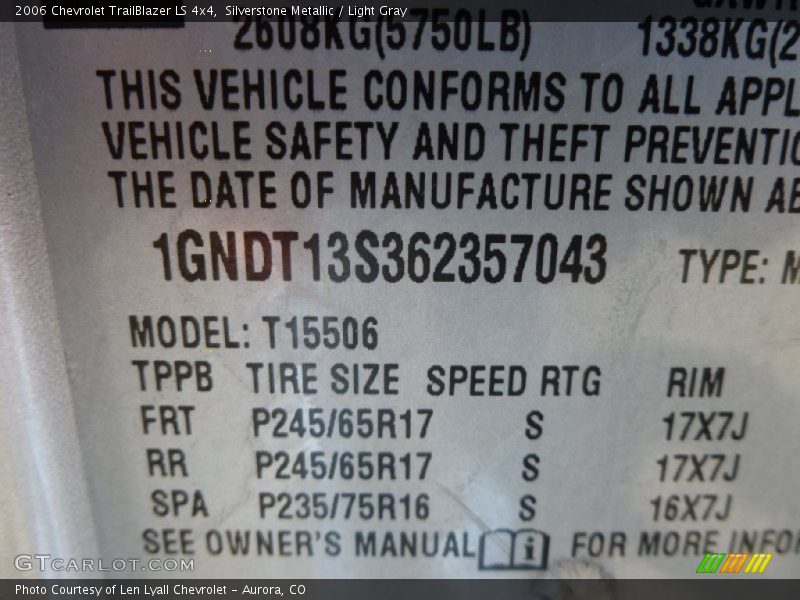 2006 Chevrolet TrailBlazer LS 4x4, Silverstone Metallic / Light Gray
2608KG(5750LB) 1338KG(2
THIS VEHICLE CONFORMS TO ALL APPL
VEHICLE SAFETY AND THEFT PREVENTIO
THE DATE OF MANUFACTURE SHOWN AB
1GNDT13S362357043 TYPE: M
MODEL: T15506
TPPB TIRE SIZE SPEED RTG RIM
FRT P245/65R17 S 17X7J
RR P245/65R17 S 17X7J
SPA P235/75R16 S 16X7J
SEE OWNER'S MANUAL i FOR MORE INFO
GTCarLot.com
Photo Courtesy of Len Lyall Chevrolet - Aurora, CO